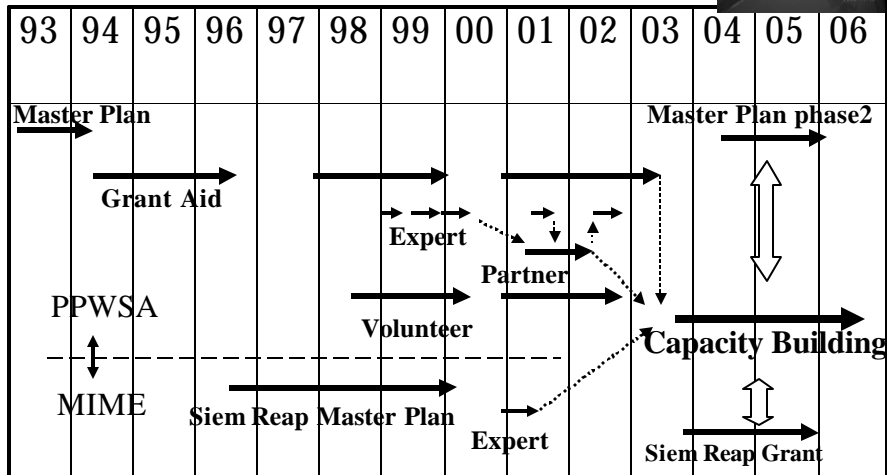 93 94 95 96 97 98 99 00 01 02 03 04 05 06
Master Plan
Master Plan phase2
Grant Aid
Expert
Partner
PPWSA
Volunteer
Capacity Building
MIME
Siem Reap Master Plan
Expert
Siem Reap Grant